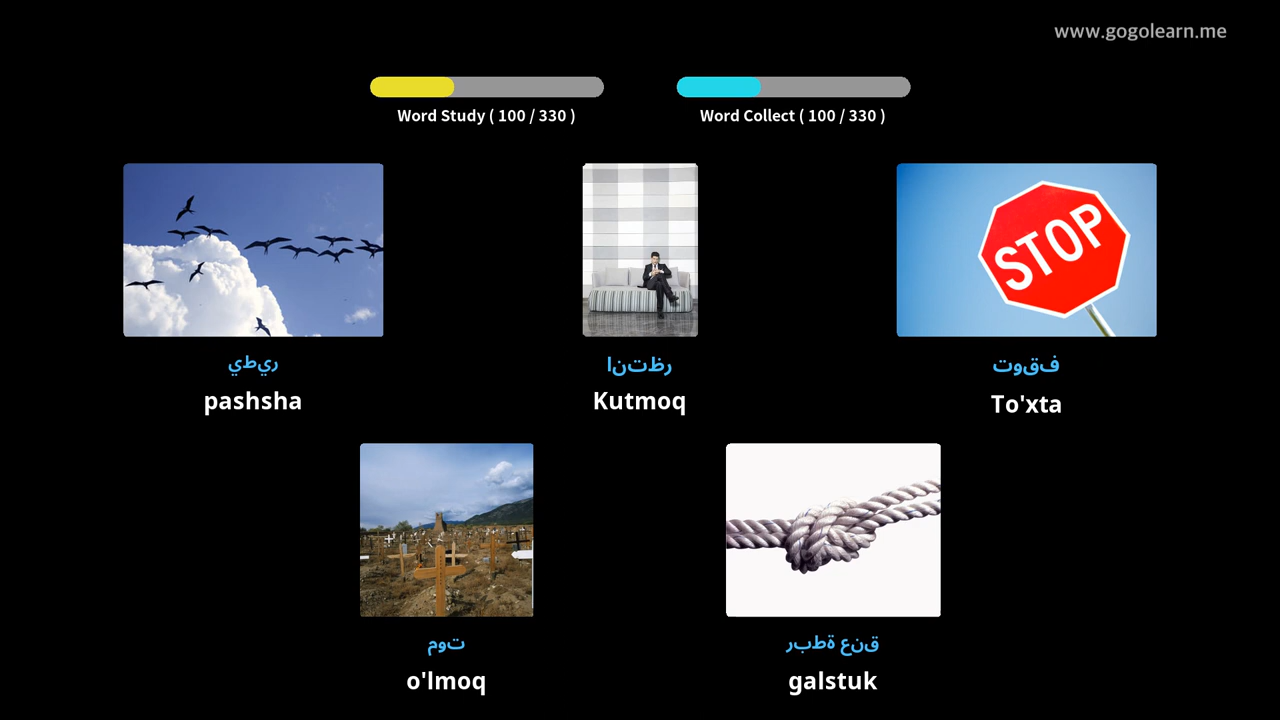 www.gogolearn.me
Word Study ( 100 / 330 )
Word Collect ( 100 / 330 )
STOP
ريطي
رظتنا
فقوت
pashsha
Kutmoq
To'xta
توم
قنع ةطبر
o'lmoq
galstuk